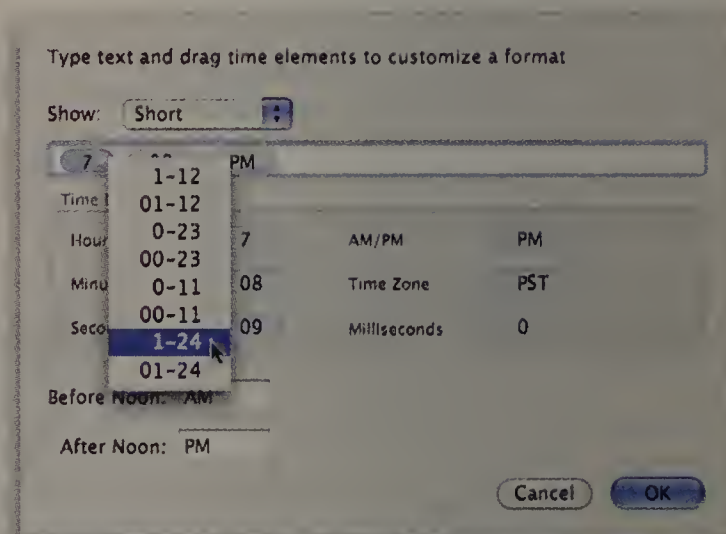 Type text and drag time elements to customize a format
Show: Short
7 PM
1-12
01-12
0-23
00-23
0-11
00-11
1-24
01-24
Time
Hour 7 AM/PM PM
Minu 08 Time Zone PST
Seco 09 Milliseconds 0
Before Noon: AM
After Noon: PM
Cancel OK